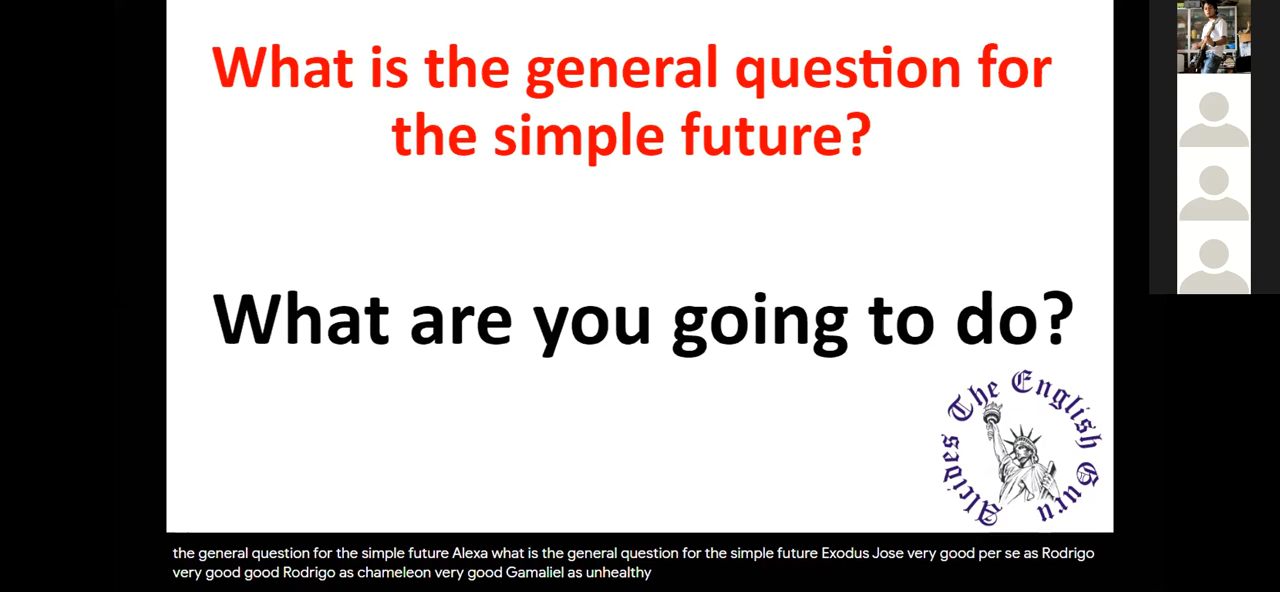 What is the general question for
the simple future?
What are you going to do?
Alcides The English Guru
the general question for the simple future Alexa what is the general question for the simple future Exodus Jose very good per se as Rodrigo
very good good Rodrigo as chameleon very good Gamaliel as unhealthy